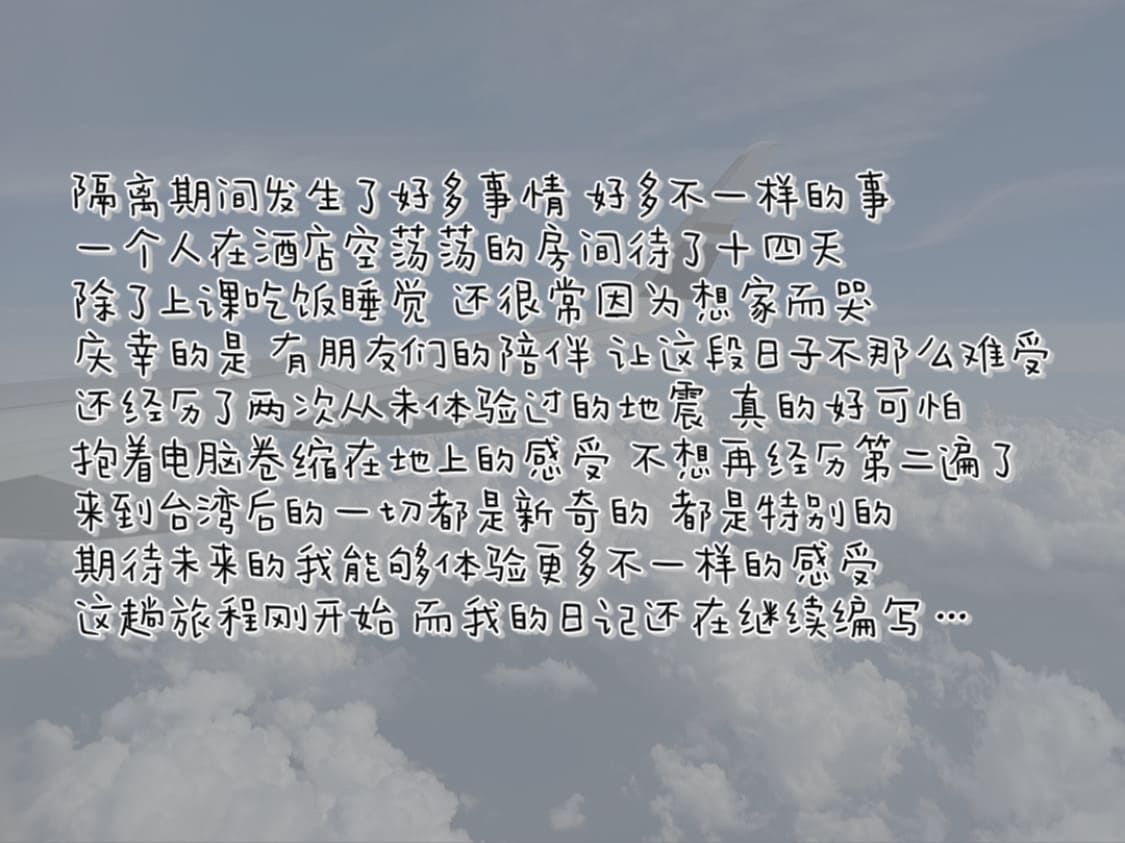 隔离期间发生了好多事情 好多不一样的事
一个人在酒店空荡荡的房间待了十四天
除了上课吃饭睡觉 还很常因为想家而哭
庆幸的是 有朋友们的陪伴 让这段日子不那么难受
还经历了两次从未体验过的地震 真的好可怕
抱着电脑卷缩在地上的感受 不想再经历第二遍了
来到台湾后的一切都是新奇的 都是特别的
期待未来的我能够体验更多不一样的感受
这趟旅程刚开始 而我的日记还在继续编写…